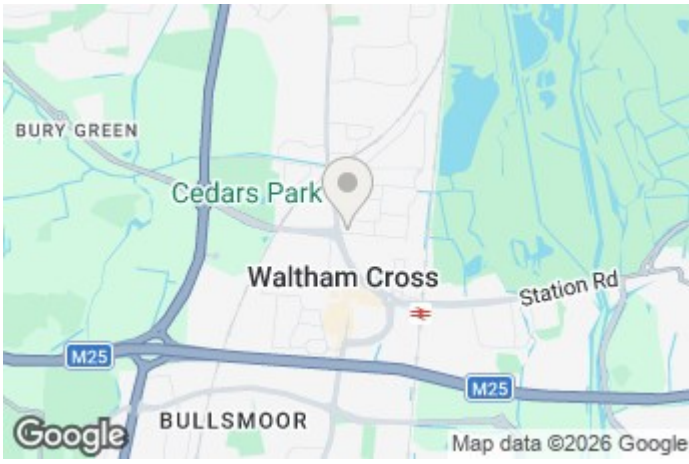 BURY GREEN
Cedars Park
Waltham Cross
Station Rd
M25
M25
BULLSMOOR
Google
Map data ©2026 Google